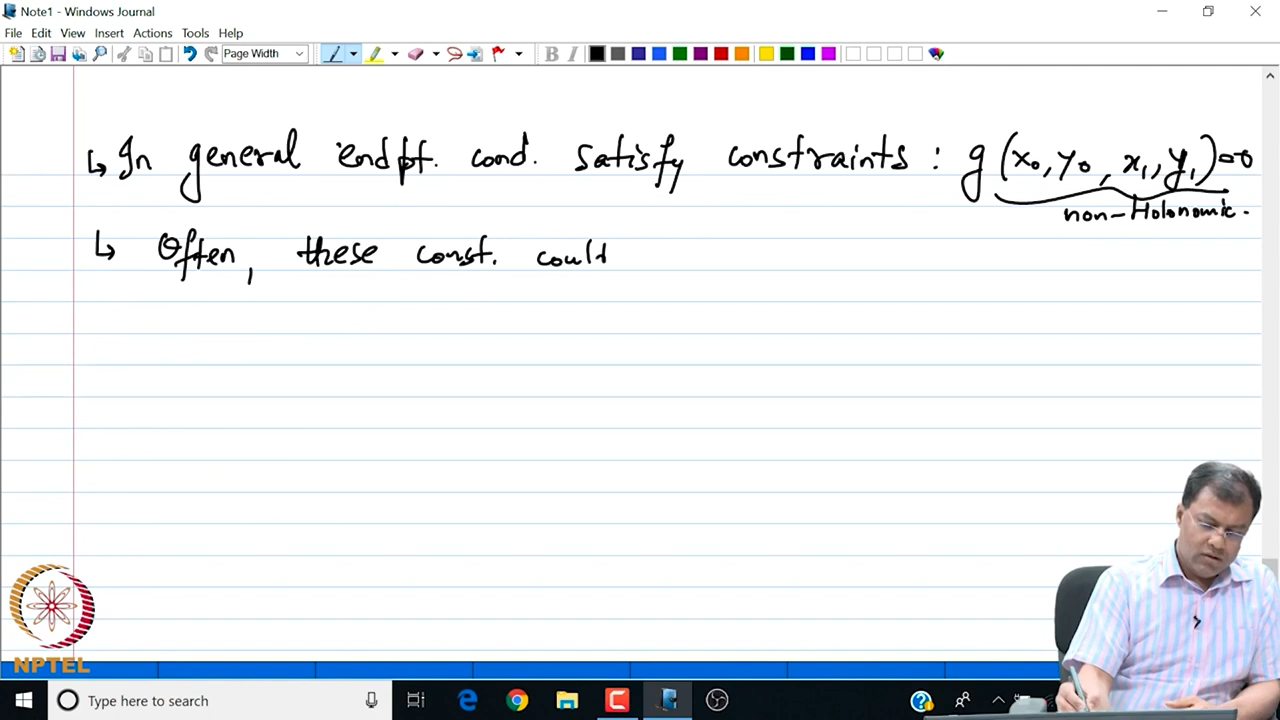 Note1 - Windows Journal
File Edit View Insert Actions Tools Help
Page Width
B I
↳ In general endpt. cond. satisfy constraints : g (x₀, y₀, x₁, y₁)=0
non-Holonomic.
↳ Often, these const. coul
NPTEL
Type here to search